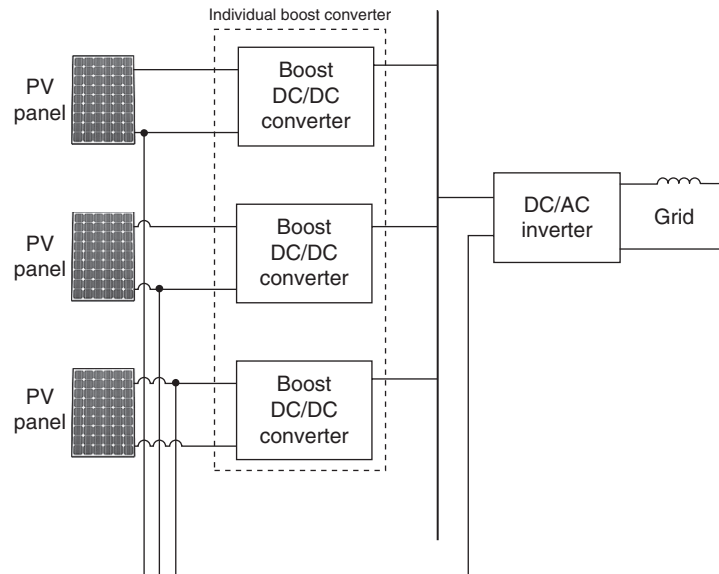 Individual boost converter
PV
panel
Boost
DC/DC
converter
PV
panel
Boost
DC/DC
converter
DC/AC
inverter
Grid
PV
panel
Boost
DC/DC
converter